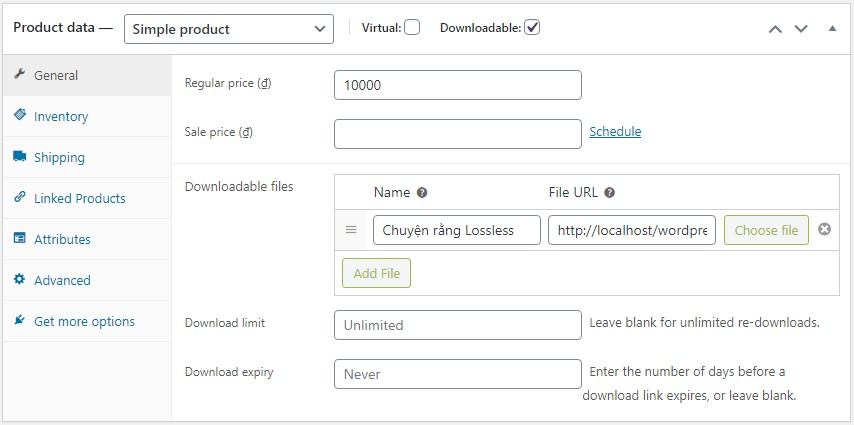 Product data — Simple product Virtual: Downloadable:
General
Inventory
Shipping
Linked Products
Attributes
Advanced
Get more options
Regular price (₫) 10000
Sale price (₫) Schedule
Downloadable files Name File URL
Chuyện rằng Lossless http://localhost/wordpre Choose file
Add File
Download limit Unlimited Leave blank for unlimited re-downloads.
Download expiry Never Enter the number of days before a
download link expires, or leave blank.